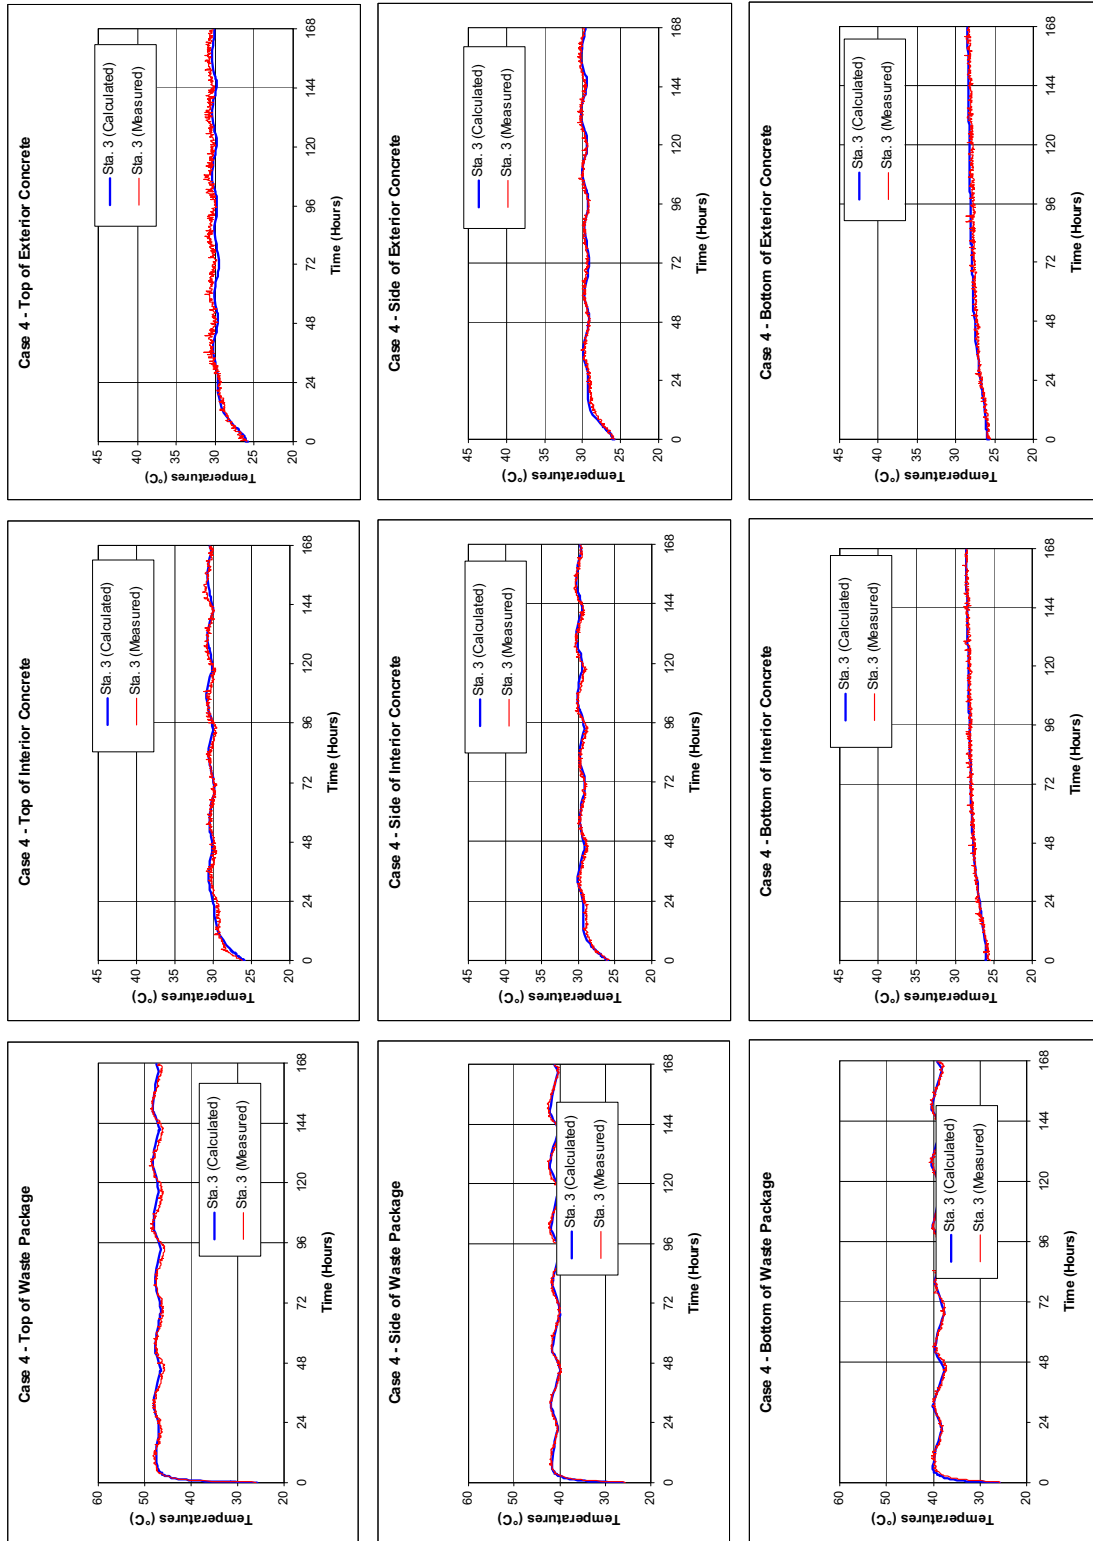 Case 4 - Top of Waste Package
Temperatures (°C)
60
50
40
30
20
Sta. 3 (Calculated)
Sta. 3 (Measured)
0 24 48 72 96 120 144 168
Time (Hours)
Case 4 - Top of Interior Concrete
Temperatures (°C)
45
40
35
30
25
20
Sta. 3 (Calculated)
Sta. 3 (Measured)
0 24 48 72 96 120 144 168
Time (Hours)
Case 4 - Top of Exterior Concrete
Temperatures (°C)
45
40
35
30
25
20
Sta. 3 (Calculated)
Sta. 3 (Measured)
0 24 48 72 96 120 144 168
Time (Hours)
Case 4 - Side of Waste Package
Temperatures (°C)
60
50
40
30
20
Sta. 3 (Calculated)
Sta. 3 (Measured)
0 24 48 72 96 120 144 168
Time (Hours)
Case 4 - Side of Interior Concrete
Temperatures (°C)
45
40
35
30
25
20
Sta. 3 (Calculated)
Sta. 3 (Measured)
0 24 48 72 96 120 144 168
Time (Hours)
Case 4 - Side of Exterior Concrete
Temperatures (°C)
45
40
35
30
25
20
Sta. 3 (Calculated)
Sta. 3 (Measured)
0 24 48 72 96 120 144 168
Time (Hours)
Case 4 - Bottom of Waste Package
Temperatures (°C)
60
50
40
30
20
Sta. 3 (Calculated)
Sta. 3 (Measured)
0 24 48 72 96 120 144 168
Time (Hours)
Case 4 - Bottom of Interior Concrete
Temperatures (°C)
45
40
35
30
25
20
Sta. 3 (Calculated)
Sta. 3 (Measured)
0 24 48 72 96 120 144 168
Time (Hours)
Case 4 - Bottom of Exterior Concrete
Temperatures (°C)
45
40
35
30
25
20
Sta. 3 (Calculated)
Sta. 3 (Measured)
0 24 48 72 96 120 144 168
Time (Hours)